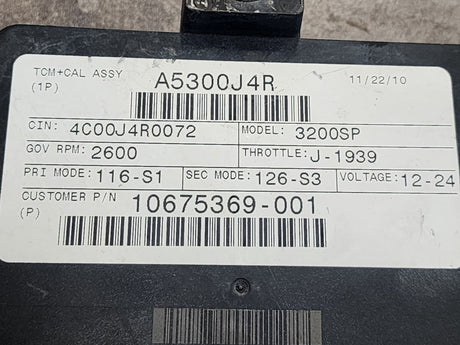 TCM+CAL ASSY A5300J4R 11/22/10
(1P)
CIN: 4C00J4R0072 MODEL: 3200SP
GOV RPM: 2600 THROTTLE: J-1939
PRI MODE: 116-S1 SEC MODE: 126-S3 VOLTAGE: 12-24
CUSTOMER P/N 10675369-001
(P)